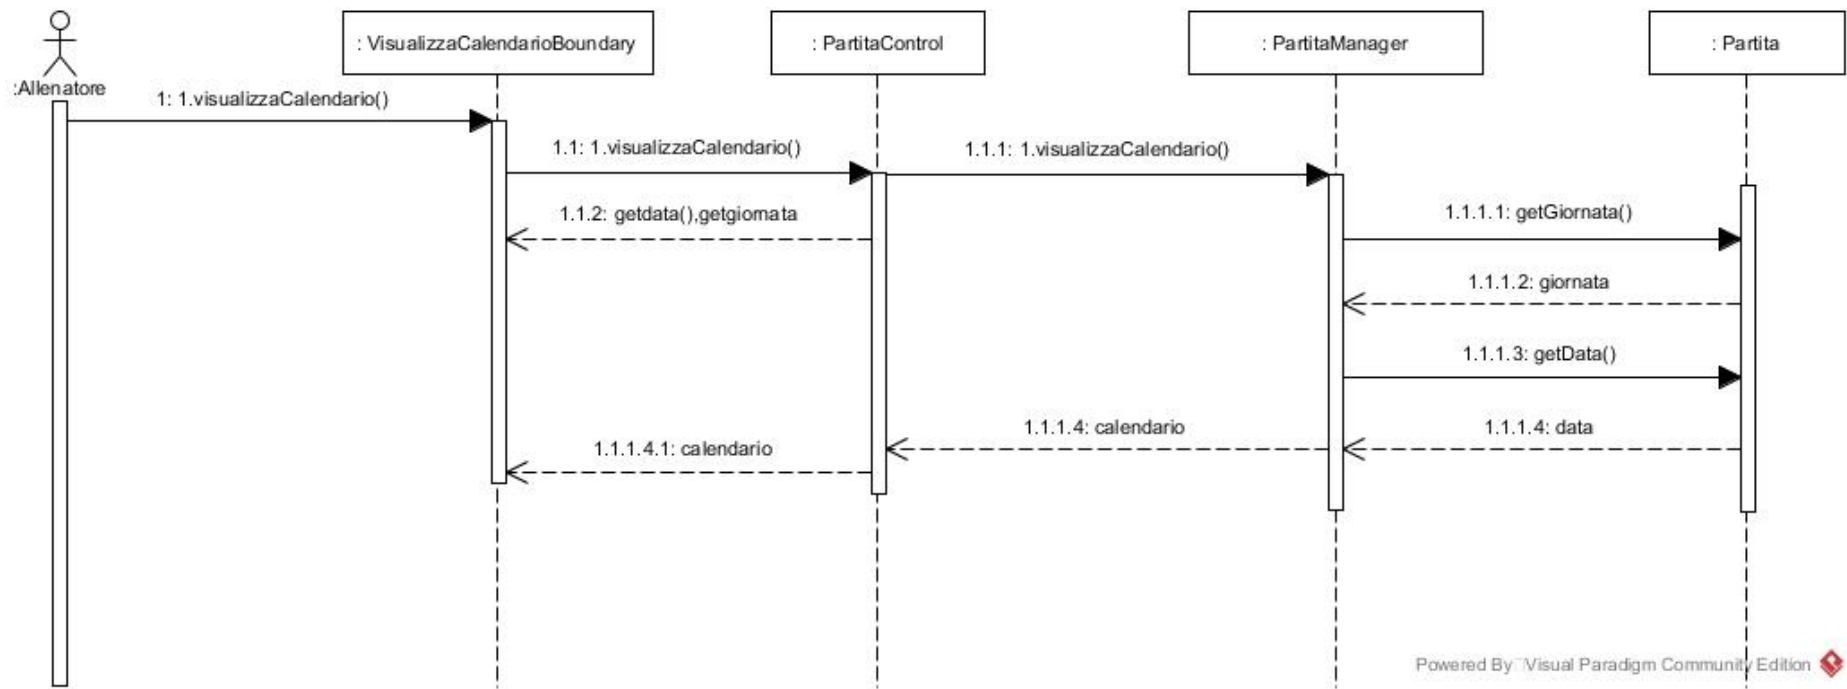 : VisualizzaCalendarioBoundary
: PartitaControl
: PartitaManager
: Partita
:Allenatore
1: 1.visualizzaCalendario()
1.1: 1.visualizzaCalendario()
1.1.1: 1.visualizzaCalendario()
1.1.2: getdata(),getgiornata
1.1.1.1: getGiornata()
1.1.1.2: giornata
1.1.1.3: getData()
1.1.1.4: calendario
1.1.1.4: data
1.1.1.4.1: calendario
Powered By Visual Paradigm Community Edition